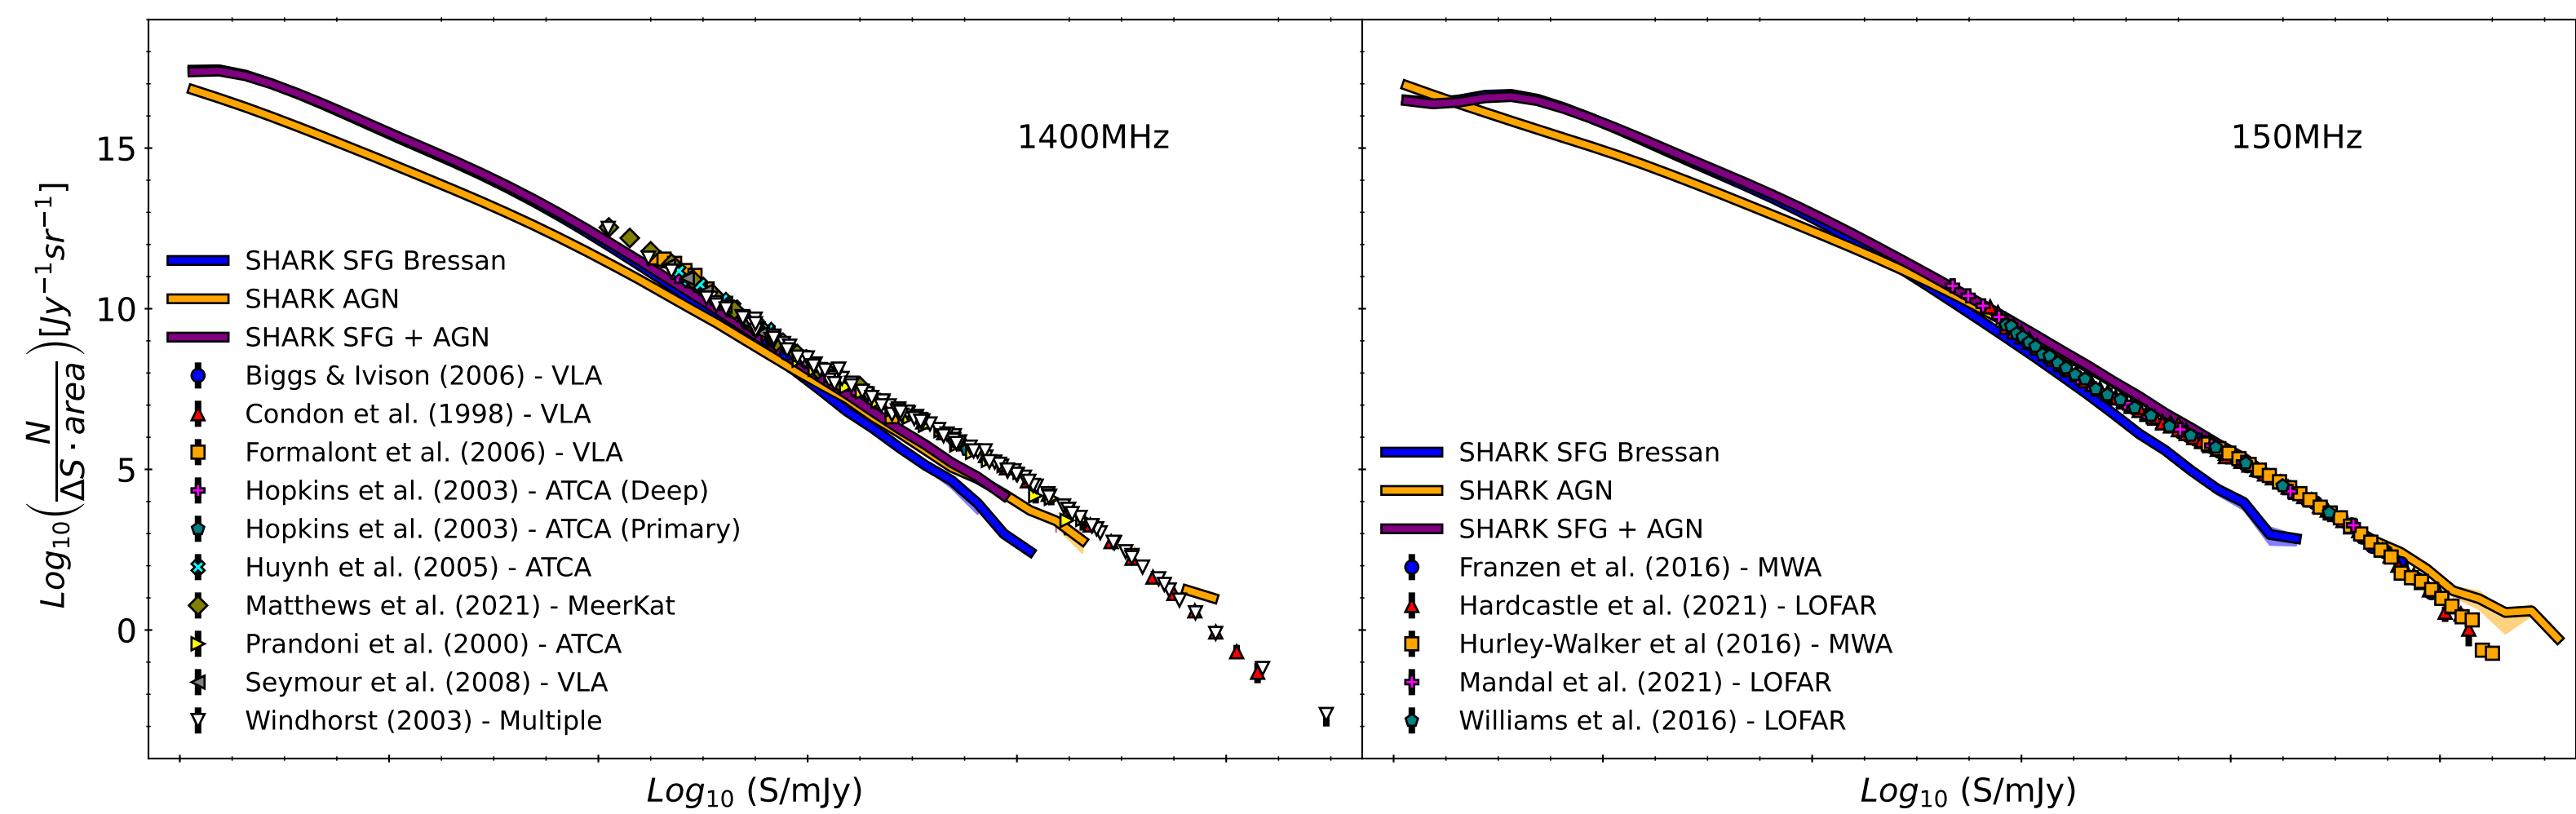 1400MHz
15
10
5
0
Log10(N/ΔS · area)[Jy−1sr−1]
SHARK SFG Bressan
SHARK AGN
SHARK SFG + AGN
Biggs & Ivison (2006) - VLA
Condon et al. (1998) - VLA
Formalont et al. (2006) - VLA
Hopkins et al. (2003) - ATCA (Deep)
Hopkins et al. (2003) - ATCA (Primary)
Huynh et al. (2005) - ATCA
Matthews et al. (2021) - MeerKat
Prandoni et al. (2000) - ATCA
Seymour et al. (2008) - VLA
Windhorst (2003) - Multiple
Log10 (S/mJy)
150MHz
SHARK SFG Bressan
SHARK AGN
SHARK SFG + AGN
Franzen et al. (2016) - MWA
Hardcastle et al. (2021) - LOFAR
Hurley-Walker et al (2016) - MWA
Mandal et al. (2021) - LOFAR
Williams et al. (2016) - LOFAR
Log10 (S/mJy)